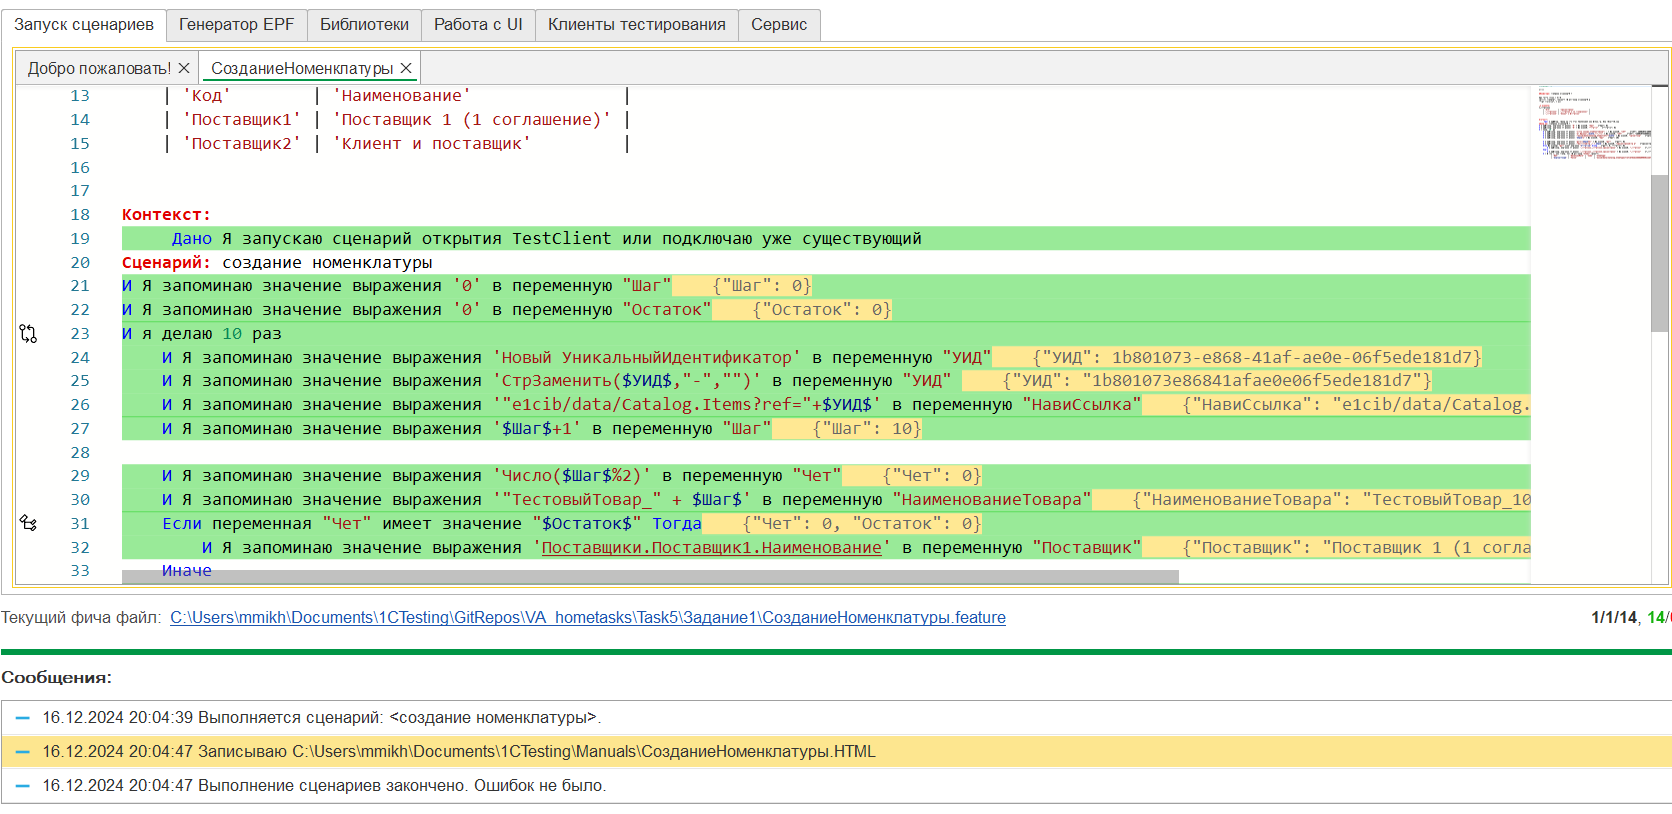 Запуск сценариев Генератор EPF Библиотеки Работа с UI Клиенты тестирования Сервис
Добро пожаловать! × СозданиеНоменклатуры ×
13 | 'Код' | 'Наименование' |
14 | 'Поставщик1' | 'Поставщик 1 (1 соглашение)' |
15 | 'Поставщик2' | 'Клиент и поставщик' |
16
17
18 Контекст:
19 Дано Я запускаю сценарий открытия TestClient или подключаю уже существующий
20 Сценарий: создание номенклатуры
21 И Я запоминаю значение выражения '0' в переменную "Шаг" {"Шаг": 0}
22 И Я запоминаю значение выражения '0' в переменную "Остаток" {"Остаток": 0}
23 И я делаю 10 раз
24 И Я запоминаю значение выражения 'Новый УникальныйИдентификатор' в переменную "УИД" {"УИД": 1b801073-e868-41af-ae0e-06f5ede181d7}
25 И Я запоминаю значение выражения 'СтрЗаменить($УИД$,"-","")' в переменную "УИД" {"УИД": "1b801073e86841afae0e06f5ede181d7"}
26 И Я запоминаю значение выражения '"e1cib/data/Catalog.Items?ref="+$УИД$' в переменную "НавиСсылка" {"НавиСсылка": "e1cib/data/Catalog.
27 И Я запоминаю значение выражения '$Шаг$+1' в переменную "Шаг" {"Шаг": 10}
28
29 И Я запоминаю значение выражения 'Число($Шаг$%2)' в переменную "Чет" {"Чет": 0}
30 И Я запоминаю значение выражения '"ТестовыйТовар_" + $Шаг$' в переменную "НаименованиеТовара" {"НаименованиеТовара": "ТестовыйТовар_10
31 Если переменная "Чет" имеет значение "$Остаток$" Тогда {"Чет": 0, "Остаток": 0}
32 И Я запоминаю значение выражения 'Поставщики.Поставщик1.Наименование' в переменную "Поставщик" {"Поставщик": "Поставщик 1 (1 согла
33 Иначе
Текущий фича файл: C:\Users\mmikh\Documents\1CTesting\GitRepos\VA_hometasks\Task5\Задание1\СозданиеНоменклатуры.feature 1/1/14, 14/
Сообщения:
16.12.2024 20:04:39 Выполняется сценарий: <создание номенклатуры>.
16.12.2024 20:04:47 Записываю C:\Users\mmikh\Documents\1CTesting\Manuals\СозданиеНоменклатуры.HTML
16.12.2024 20:04:47 Выполнение сценариев закончено. Ошибок не было.